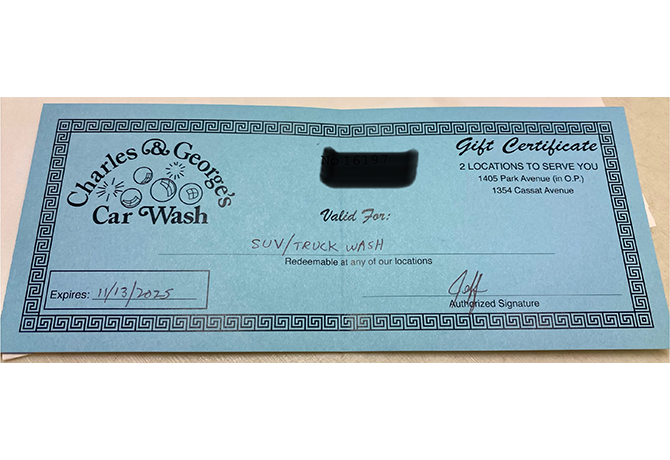 Charles & George's
Car Wash
Gift Certificate
2 LOCATIONS TO SERVE YOU
1405 Park Avenue (in O.P.)
1354 Cassat Avenue
Valid For:
SUV/TRUCK WASH
Redeemable at any of our locations
Expires: 11/13/2025
Jeff
Authorized Signature